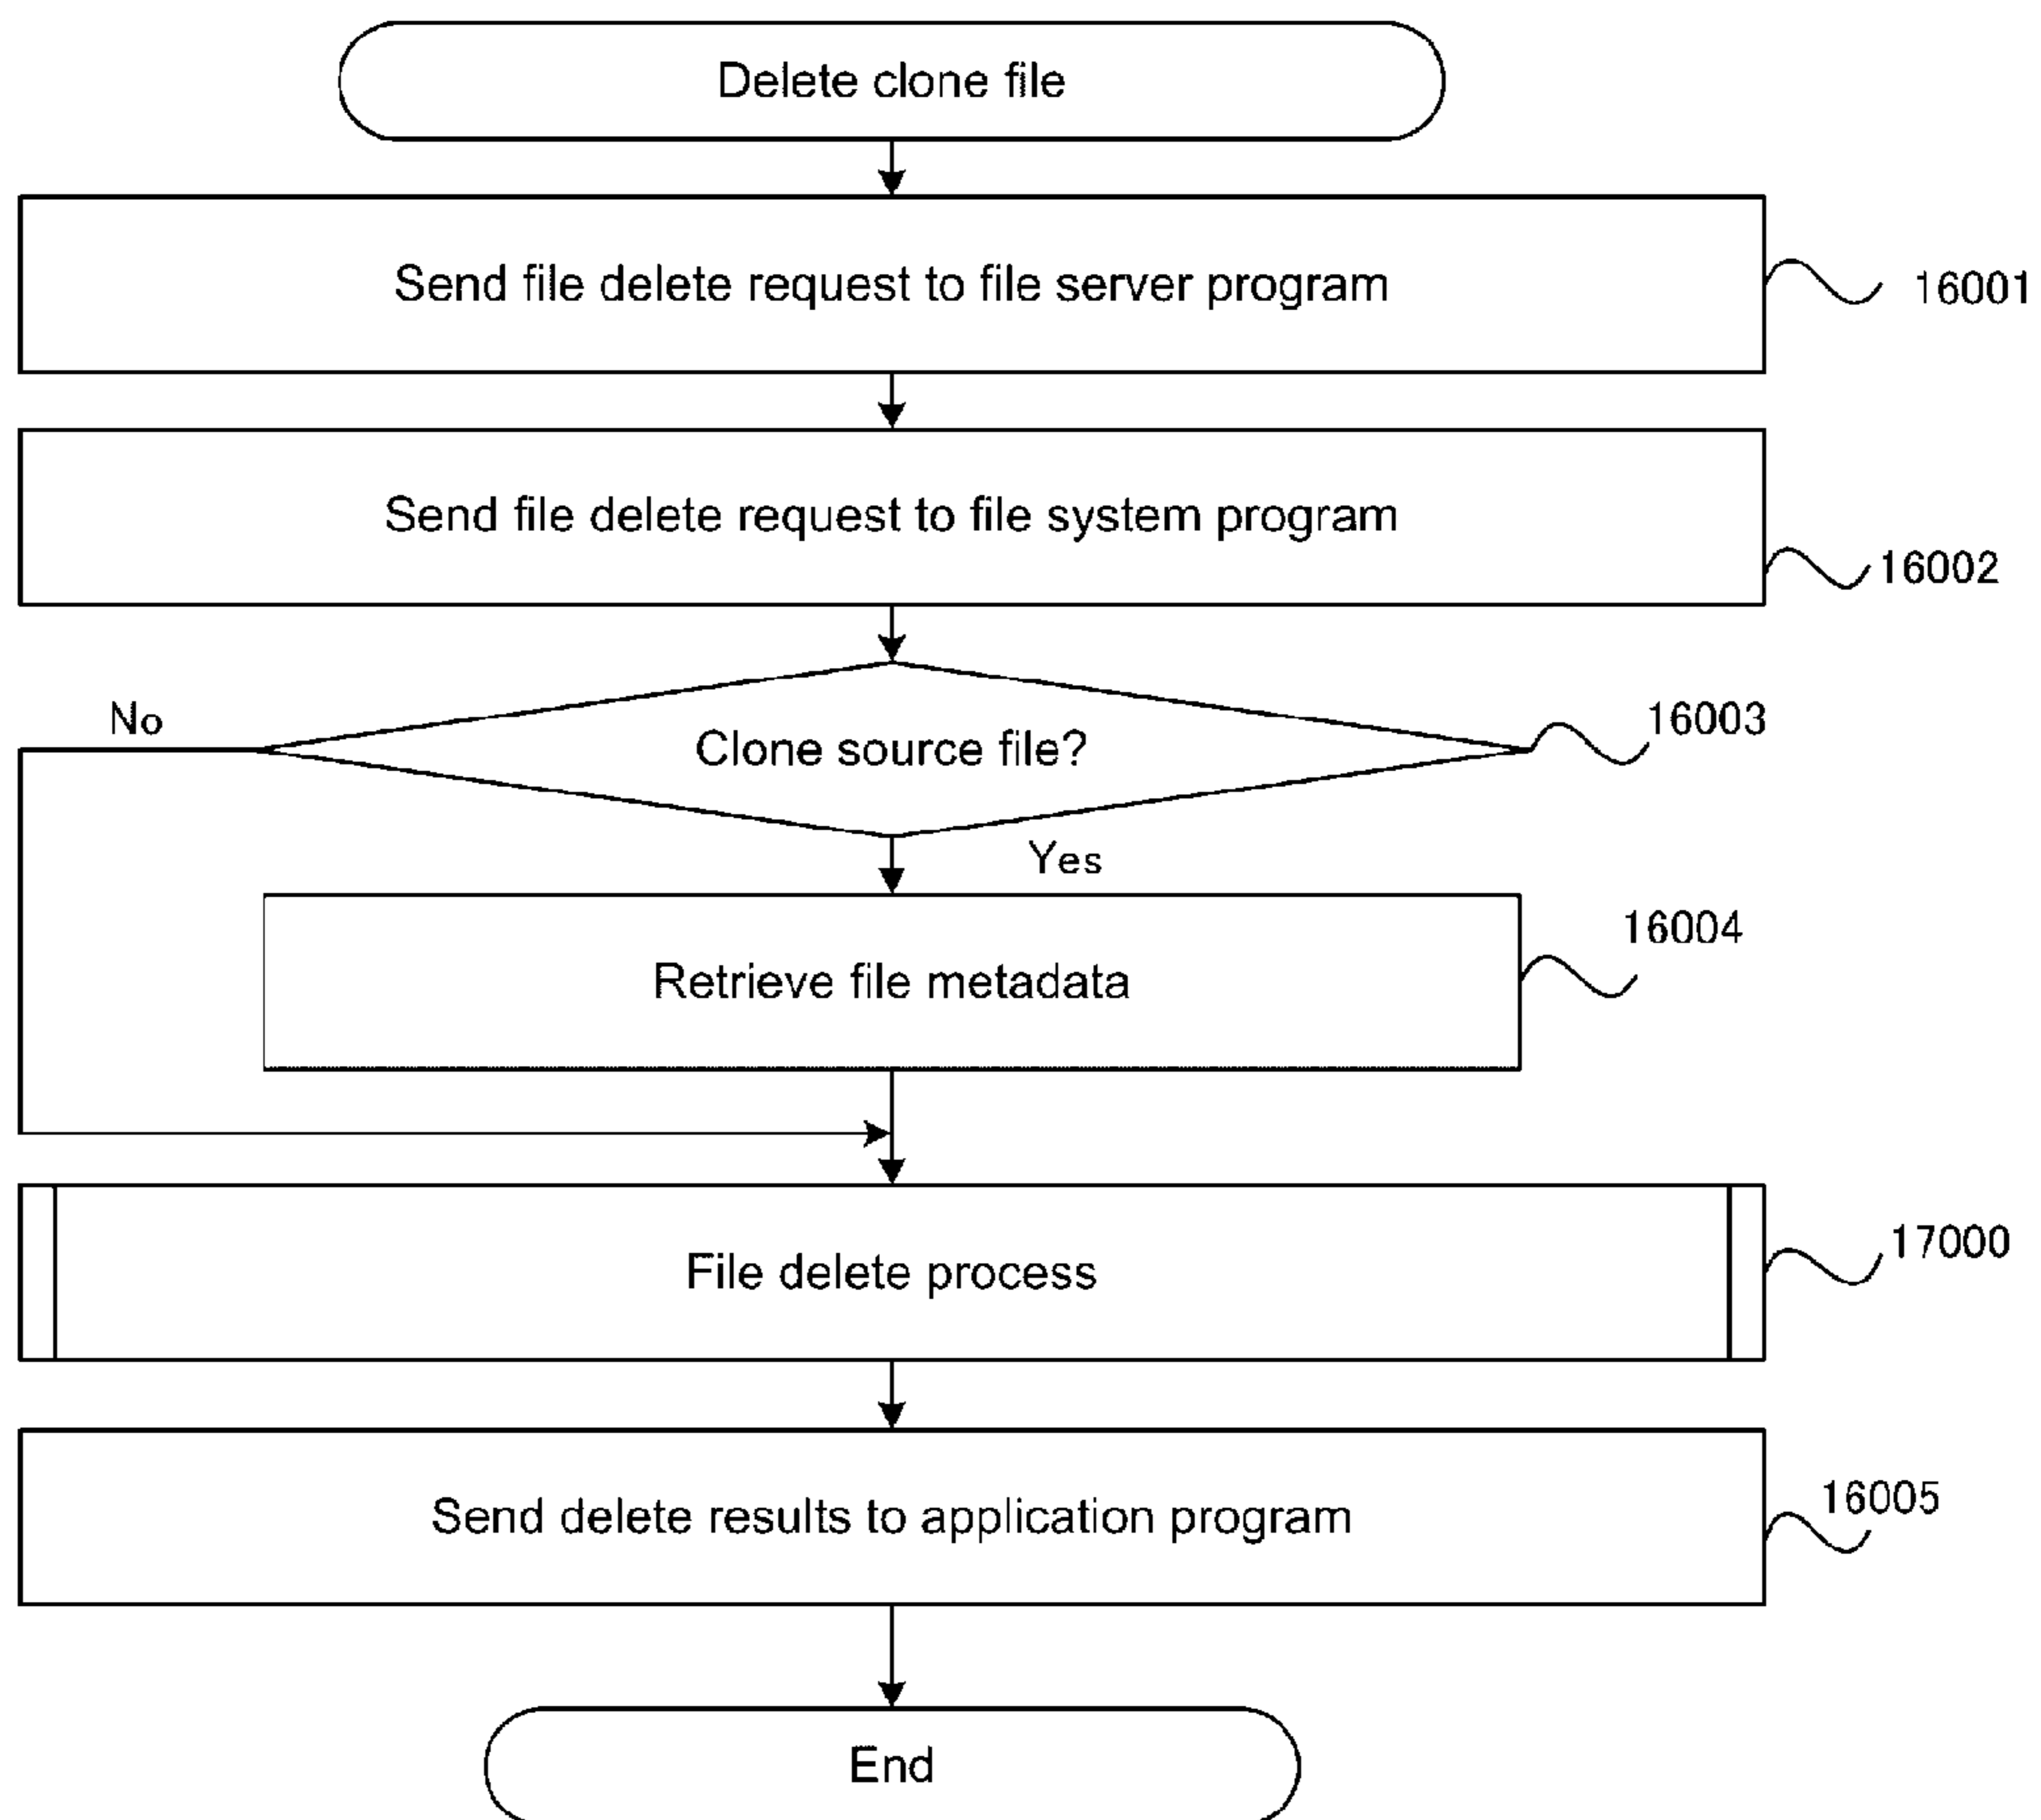 Delete clone file
Send file delete request to file server program
16001
Send file delete request to file system program
16002
No
Clone source file?
16003
Yes
16004
Retrieve file metadata
17000
File delete process
16005
Send delete results to application program
End